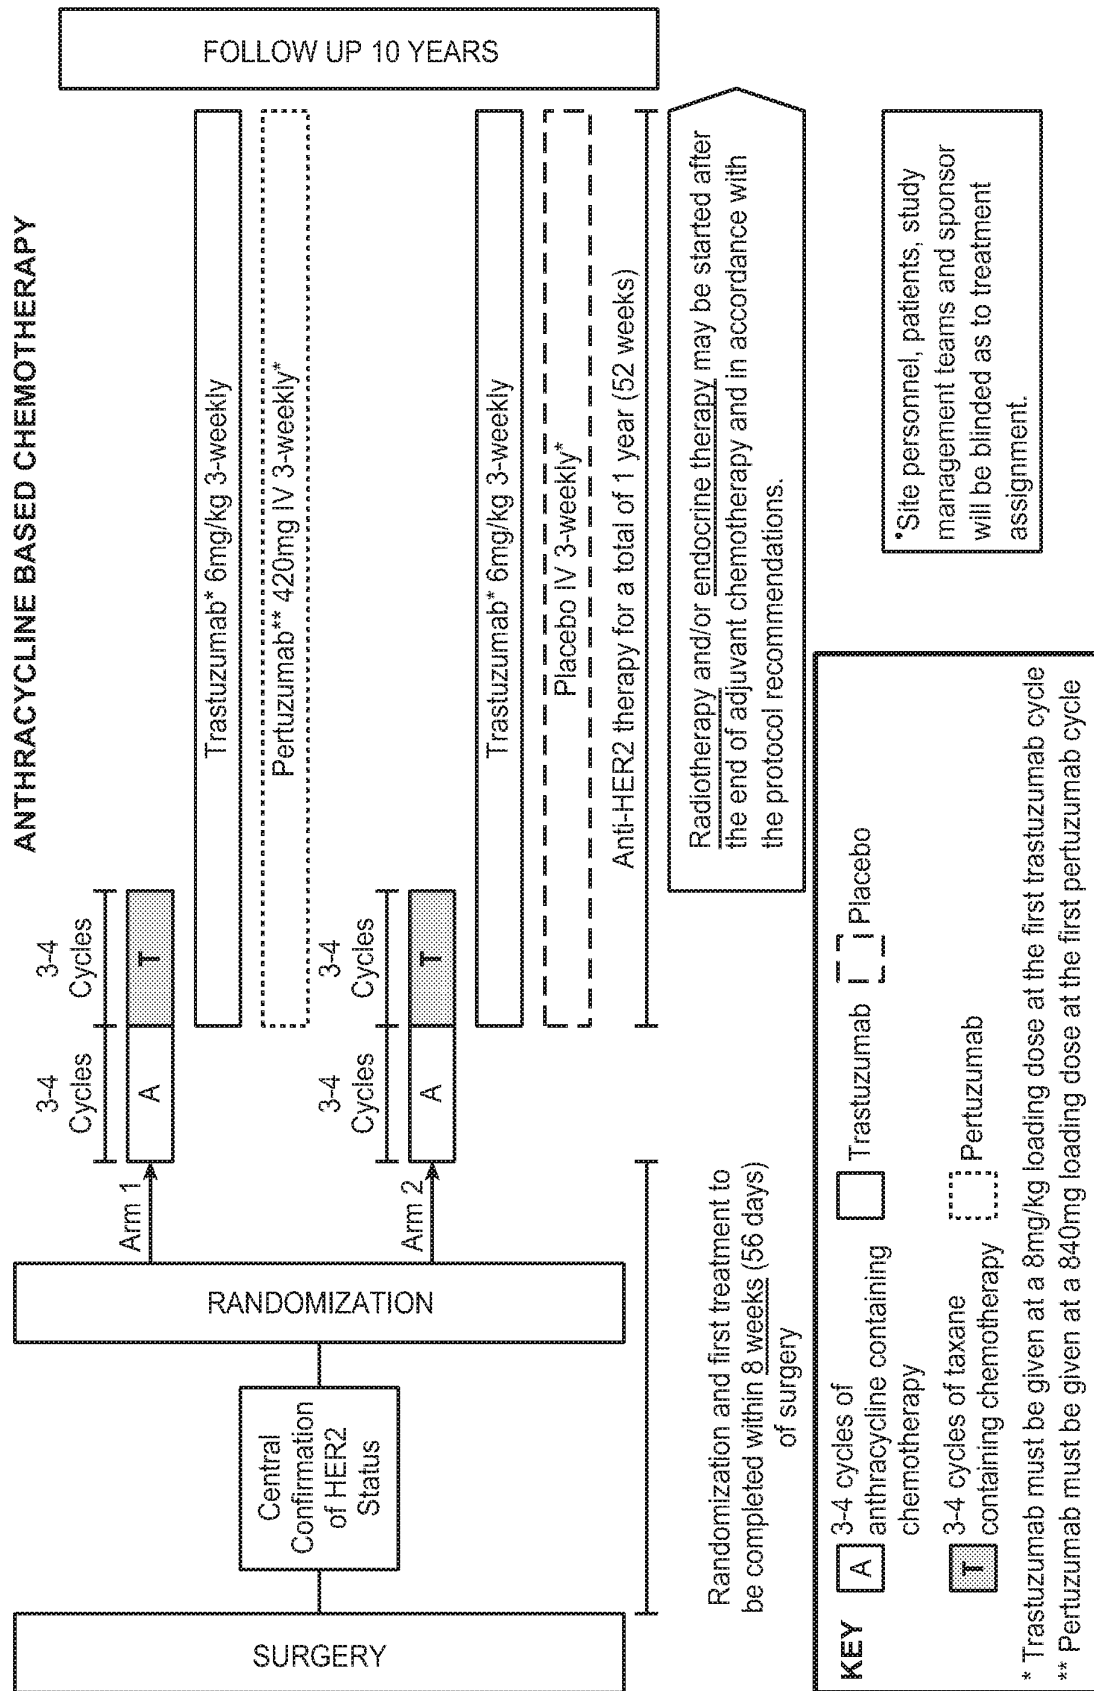 ANTHRACYCLINE BASED CHEMOTHERAPY
SURGERY
Central
Confirmation
of HER2
Status
RANDOMIZATION
Arm 1
3-4
Cycles
3-4
Cycles
A
T
Trastuzumab* 6mg/kg 3-weekly
Pertuzumab** 420mg IV 3-weekly*
Arm 2
3-4
Cycles
3-4
Cycles
A
T
Trastuzumab* 6mg/kg 3-weekly
Placebo IV 3-weekly*
FOLLOW UP 10 YEARS
Anti-HER2 therapy for a total of 1 year (52 weeks)
Randomization and first treatment to
be completed within 8 weeks (56 days)
of surgery
Radiotherapy and/or endocrine therapy may be started after
the end of adjuvant chemotherapy and in accordance with
the protocol recommendations.
KEY
A
3-4 cycles of
anthracycline containing
chemotherapy
Trastuzumab
Placebo
T
3-4 cycles of taxane
containing chemotherapy
Pertuzumab
* Trastuzumab must be given at a 8mg/kg loading dose at the first trastuzumab cycle
** Pertuzumab must be given at a 840mg loading dose at the first pertuzumab cycle
•Site personnel, patients, study
management teams and sponsor
will be blinded as to treatment
assignment.